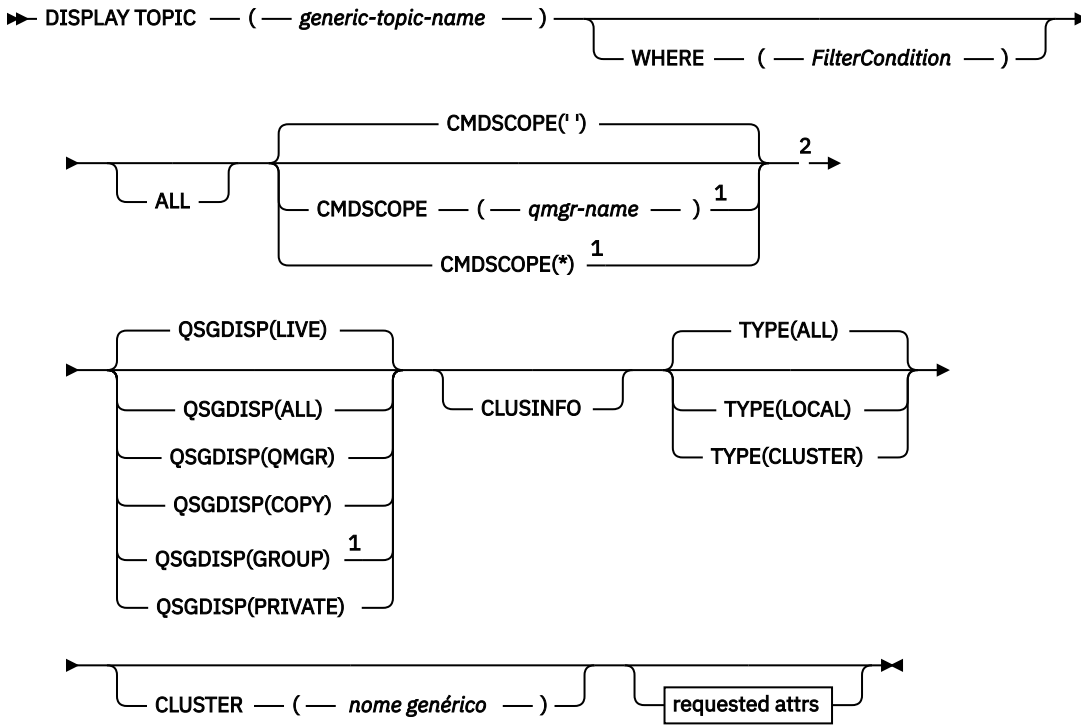 DISPLAY TOPIC ( generic-topic-name )
WHERE ( FilterCondition )
CMDSCOPE(' ')
2
ALL
CMDSCOPE ( qmgr-name ) 1
CMDSCOPE(*) 1
QSGDISP(LIVE) TYPE(ALL)
QSGDISP(ALL) CLUSINFO TYPE(LOCAL)
QSGDISP(QMGR) TYPE(CLUSTER)
QSGDISP(COPY)
QSGDISP(GROUP) 1
QSGDISP(PRIVATE)
CLUSTER ( nome genérico ) requested attrs